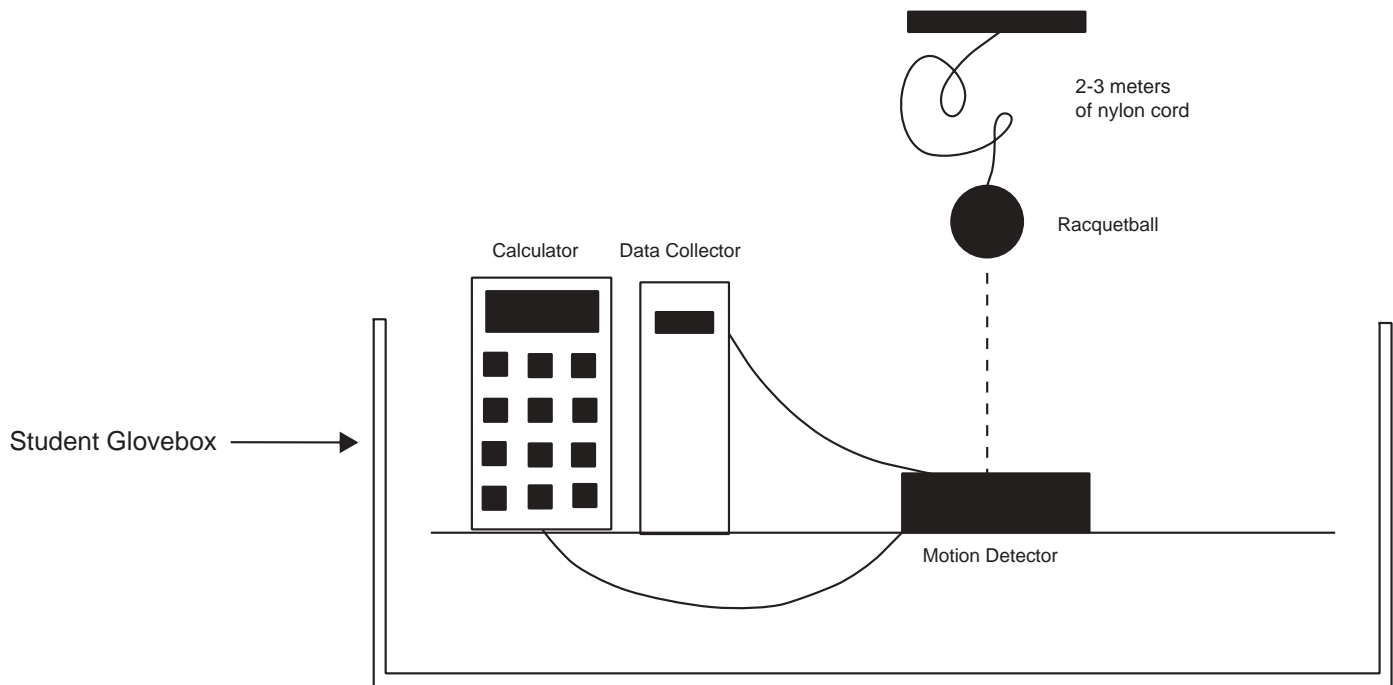 2-3 meters
of nylon cord
Racquetball
Calculator
Data Collector
Student Glovebox
Motion Detector